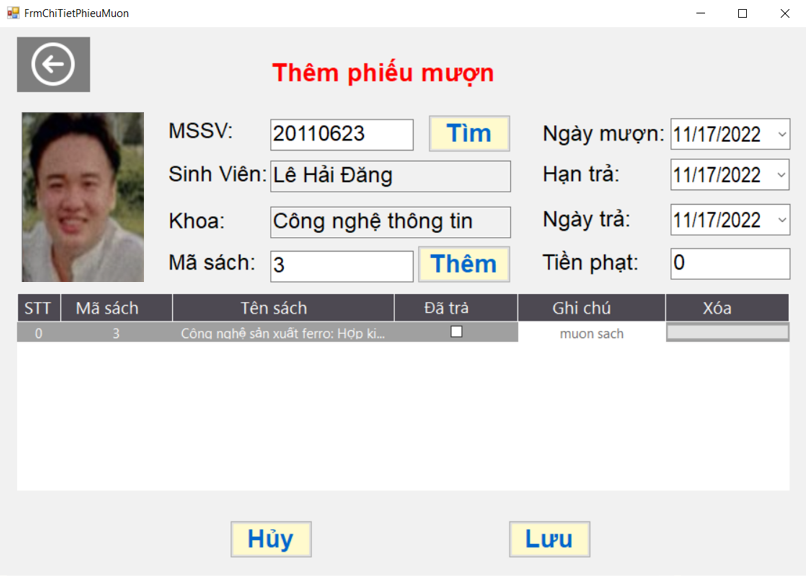 FrmChiTietPhieuMuon
Thêm phiếu mượn
MSSV: 20110623 Tìm Ngày mượn: 11/17/2022
Sinh Viên: Lê Hải Đăng Hạn trả: 11/17/2022
Khoa: Công nghệ thông tin Ngày trả: 11/17/2022
Mã sách: 3 Thêm Tiền phạt: 0
STT Mã sách Tên sách Đã trả Ghi chú Xóa
0 3 Công nghệ sản xuất ferro: Hợp ki... muon sach
Hủy Lưu